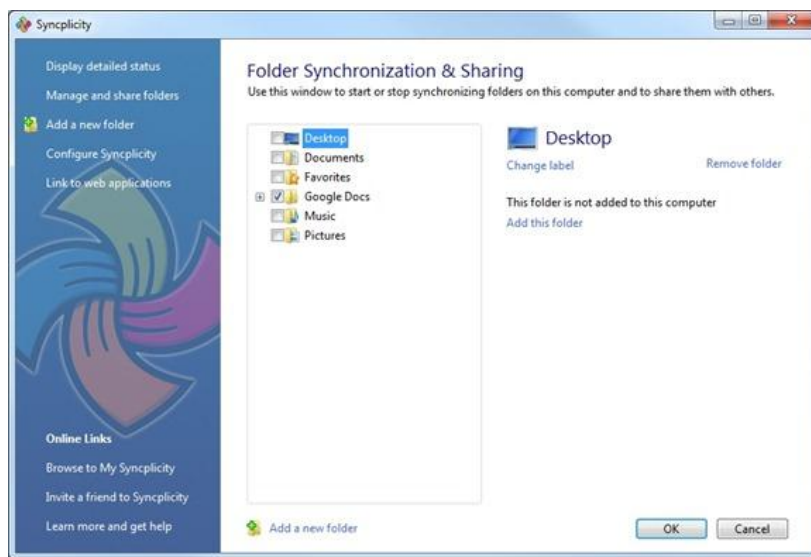 Syncplicity
Display detailed status
Manage and share folders
Add a new folder
Configure Syncplicity
Link to web applications
Online Links
Browse to My Syncplicity
Invite a friend to Syncplicity
Learn more and get help
Folder Synchronization & Sharing
Use this window to start or stop synchronizing folders on this computer and to share them with others.
Desktop
Documents
Favorites
Google Docs
Music
Pictures
Add a new folder
Desktop
Change label
Remove folder
This folder is not added to this computer
Add this folder
OK
Cancel